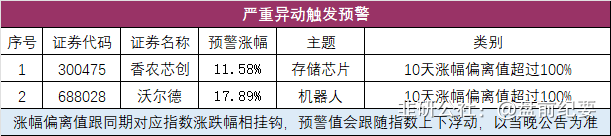 严重异动触发预警
序号 证券代码 证券名称 预警涨幅 主题 类别
1 300475 香农芯创 11.58% 存储芯片 10天涨幅偏离值超过100%
2 688028 沃尔德 17.89% 机器人 10天涨幅偏离值超过100%
涨幅偏离值跟同期对应指数涨跌幅相挂钩，预警值会跟随指数上下浮动，以当晚公告为准